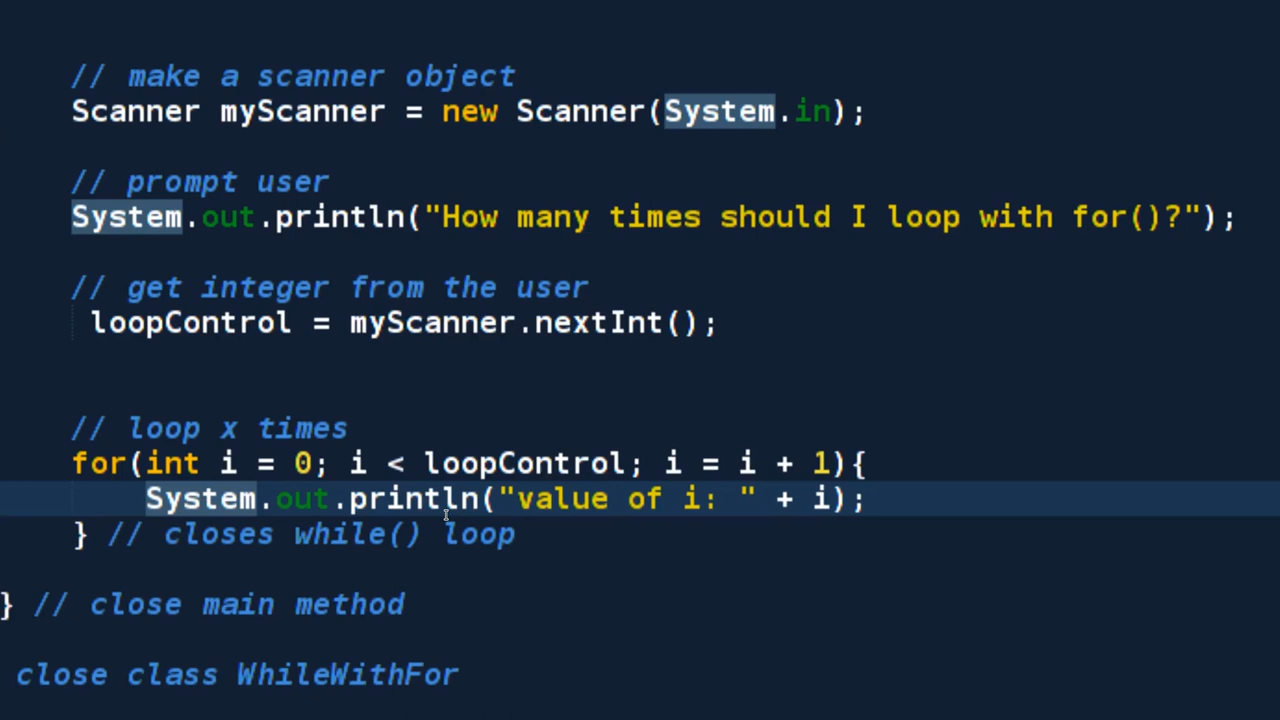 // make a scanner object
Scanner myScanner = new Scanner(System.in);
// prompt user
System.out.println("How many times should I loop with for()?");
// get integer from the user
loopControl = myScanner.nextInt();
// loop x times
for(int i = 0; i < loopControl; i = i + 1){
System.out.println("value of i: " + i);
} // closes while() loop
} // close main method
close class WhileWithFor